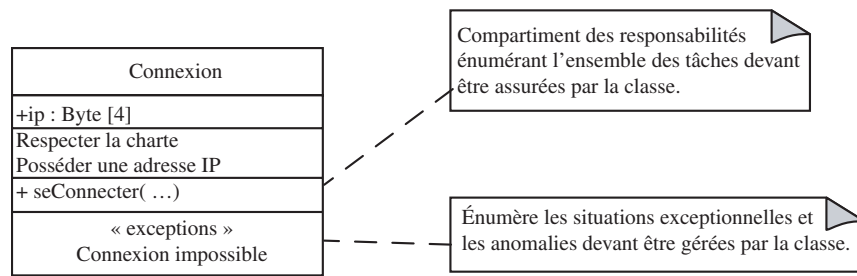 Connexion
+ip : Byte [4]
Respecter la charte
Posséder une adresse IP
+ seConnecter( …)
« exceptions »
Connexion impossible
Compartiment des responsabilités
énumérant l’ensemble des tâches devant
être assurées par la classe.
Énumère les situations exceptionnelles et
les anomalies devant être gérées par la classe.